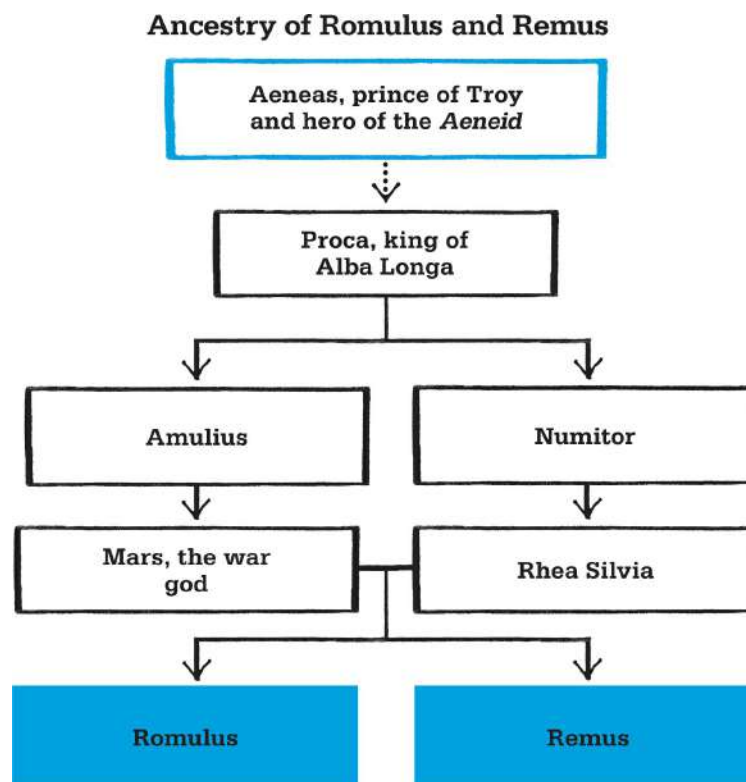 Ancestry of Romulus and Remus
Aeneas, prince of Troy
and hero of the Aeneid
Proca, king of
Alba Longa
Amulius
Numitor
Mars, the war
god
Rhea Silvia
Romulus
Remus